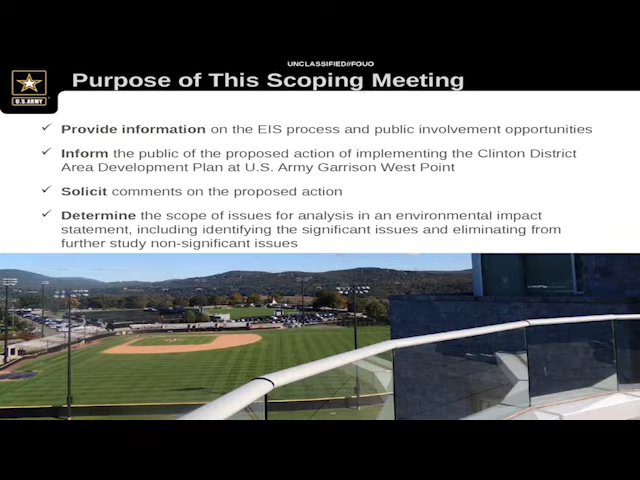 UNCLASSIFIED//FOUO
Purpose of This Scoping Meeting
U.S. ARMY
✓ Provide information on the EIS process and public involvement opportunities
✓ Inform the public of the proposed action of implementing the Clinton District
Area Development Plan at U.S. Army Garrison West Point
✓ Solicit comments on the proposed action
✓ Determine the scope of issues for analysis in an environmental impact
statement, including identifying the significant issues and eliminating from
further study non-significant issues